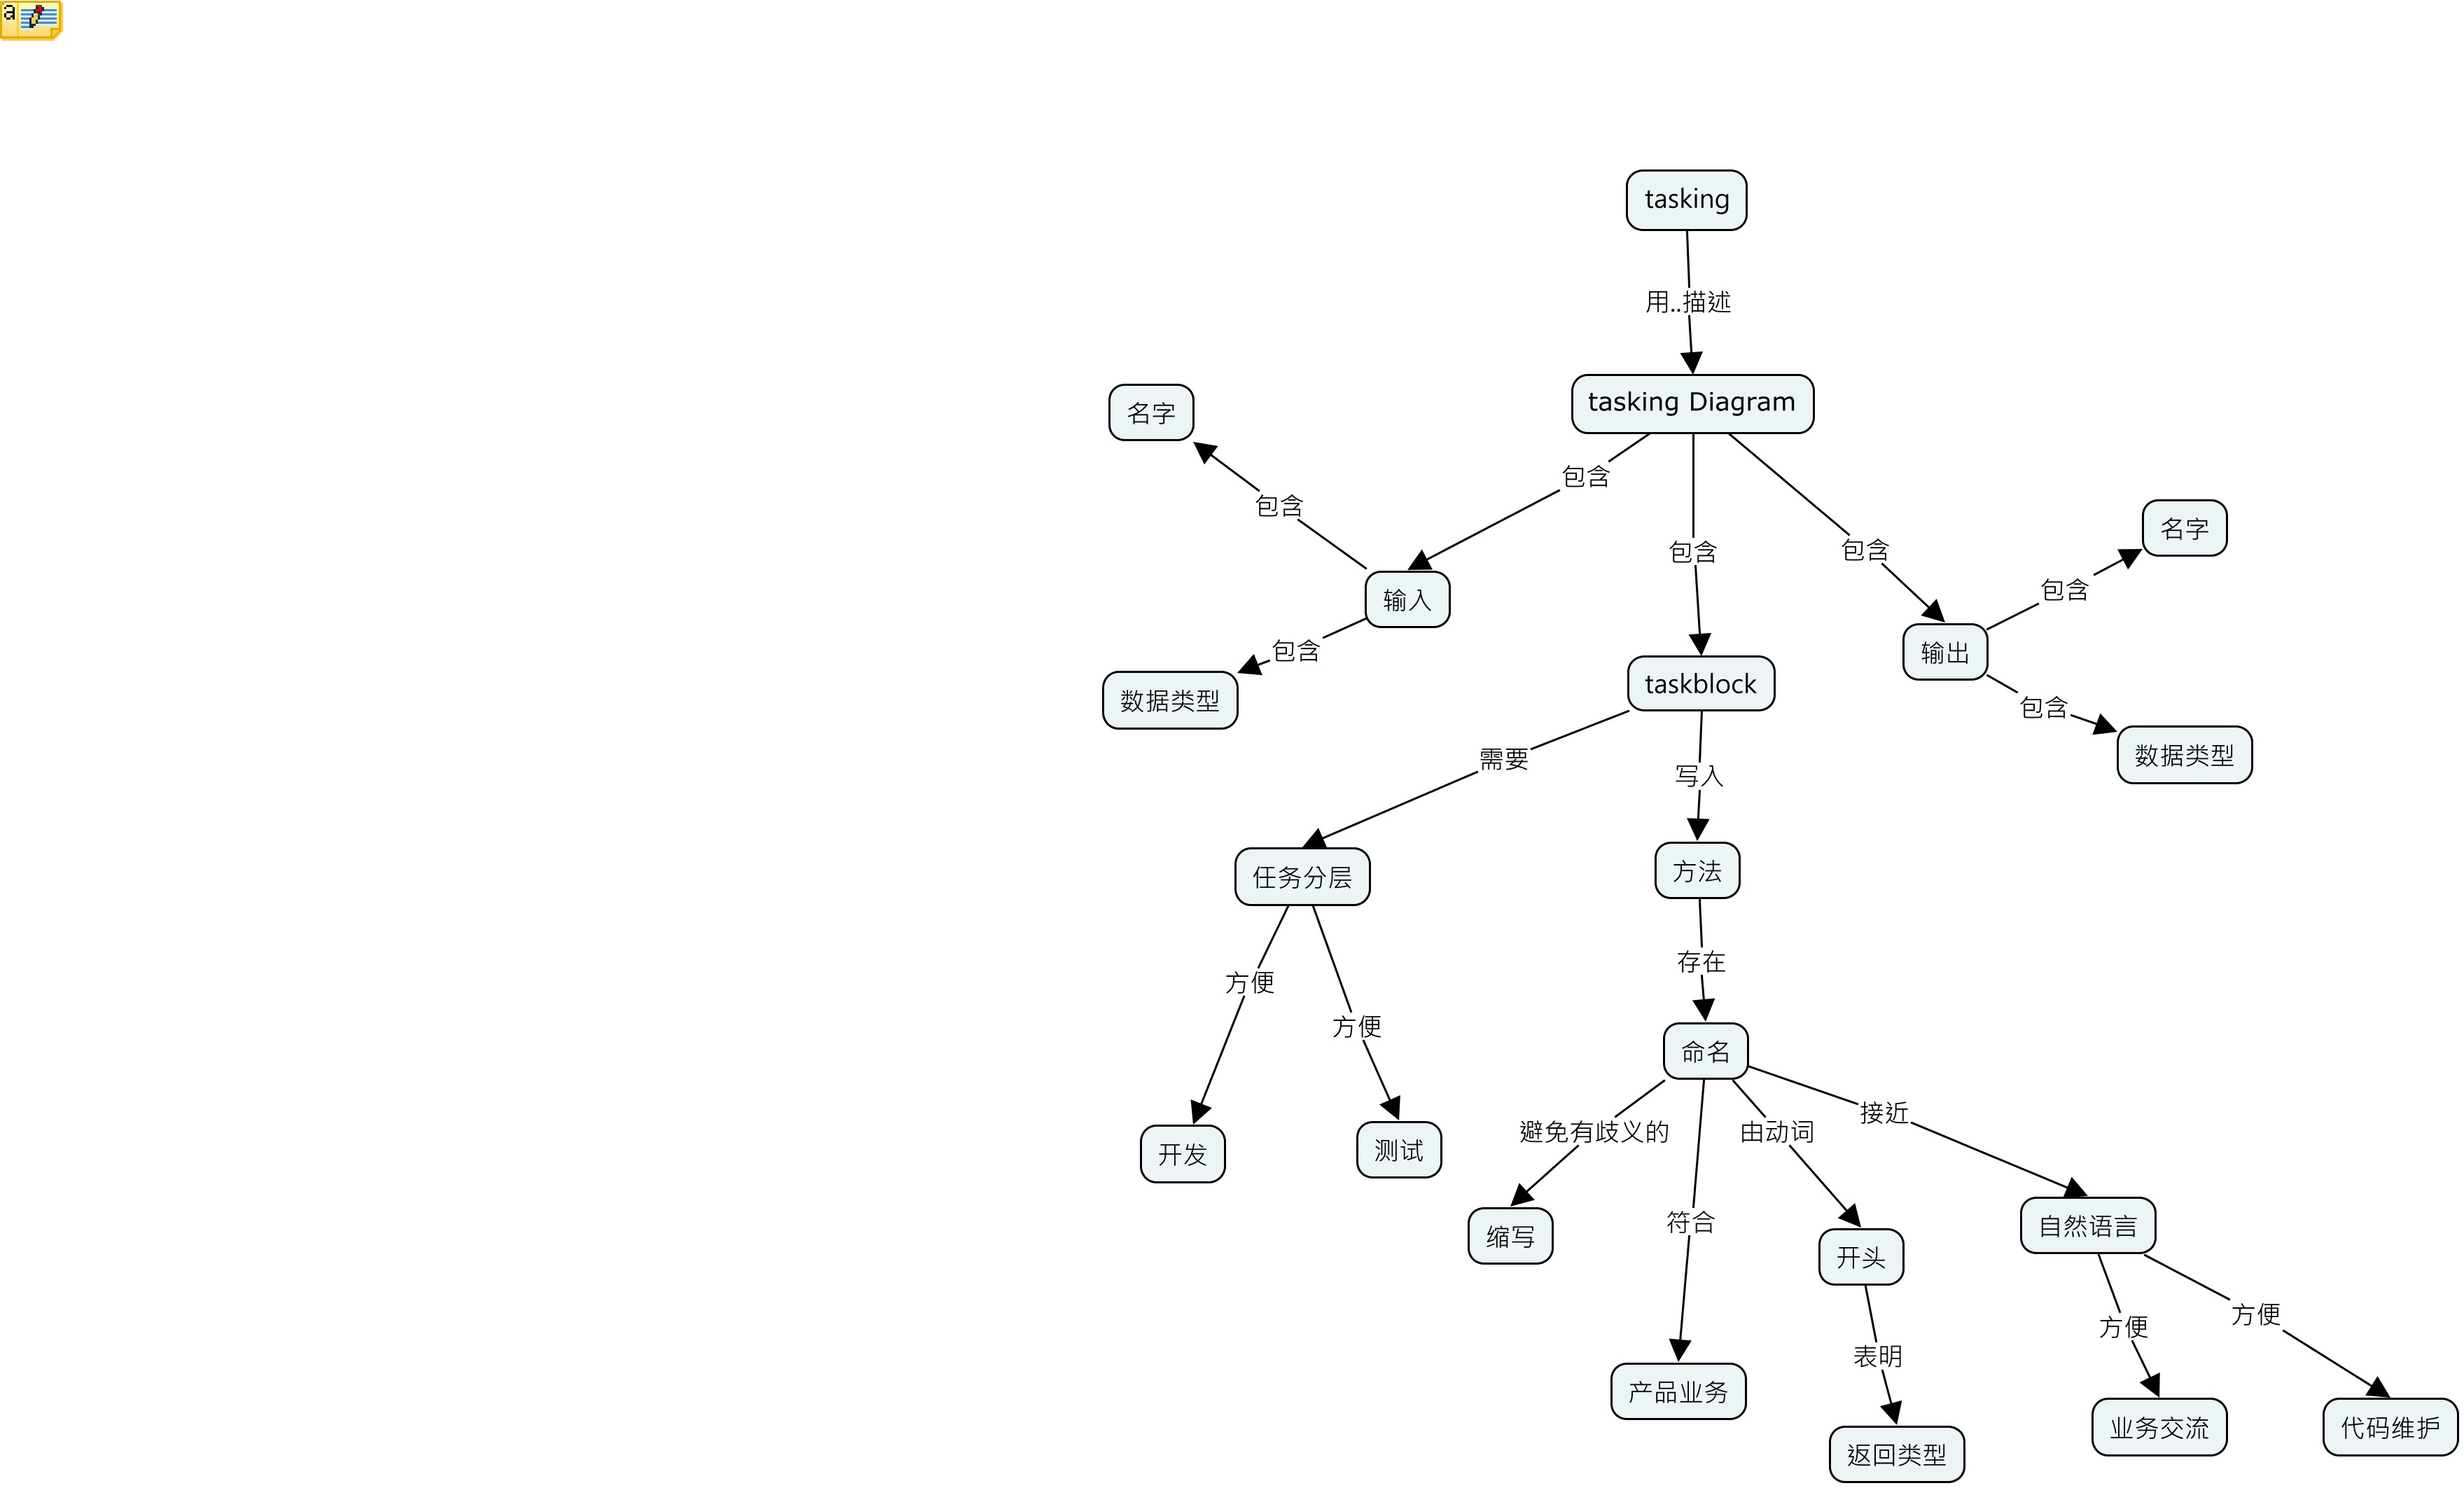 a
tasking
用..描述
tasking Diagram
名字
包含
包含
名字
包含
包含
包含
包含
输入
输出
包含
包含
数据类型
taskblock
数据类型
需要
写入
任务分层
方法
存在
方便
方便
命名
开发
测试
避免有歧义的
由动词
接近
缩写
符合
开头
自然语言
产品业务
表明
方便
方便
返回类型
业务交流
代码维护